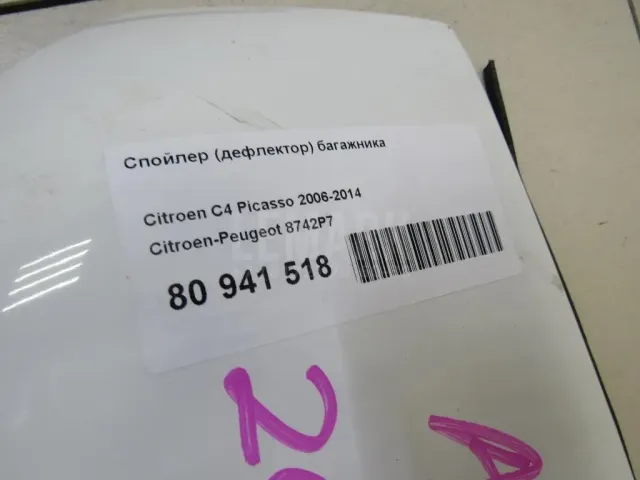 Спойлер (дефлектор) багажника
Citroen C4 Picasso 2006-2014
Citroen-Peugeot 8742P7
80 941 518